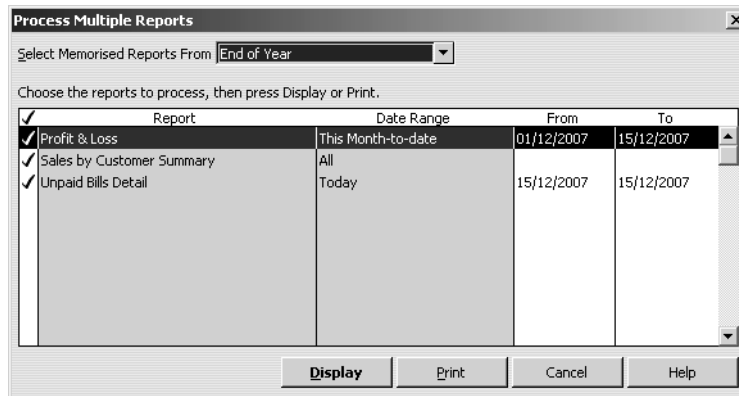 Process Multiple Reports
Select Memorised Reports From End of Year
Choose the reports to process, then press Display or Print.
✓ Report Date Range From To
✓ Profit & Loss This Month-to-date 01/12/2007 15/12/2007
✓ Sales by Customer Summary All
✓ Unpaid Bills Detail Today 15/12/2007 15/12/2007
Display Print Cancel Help